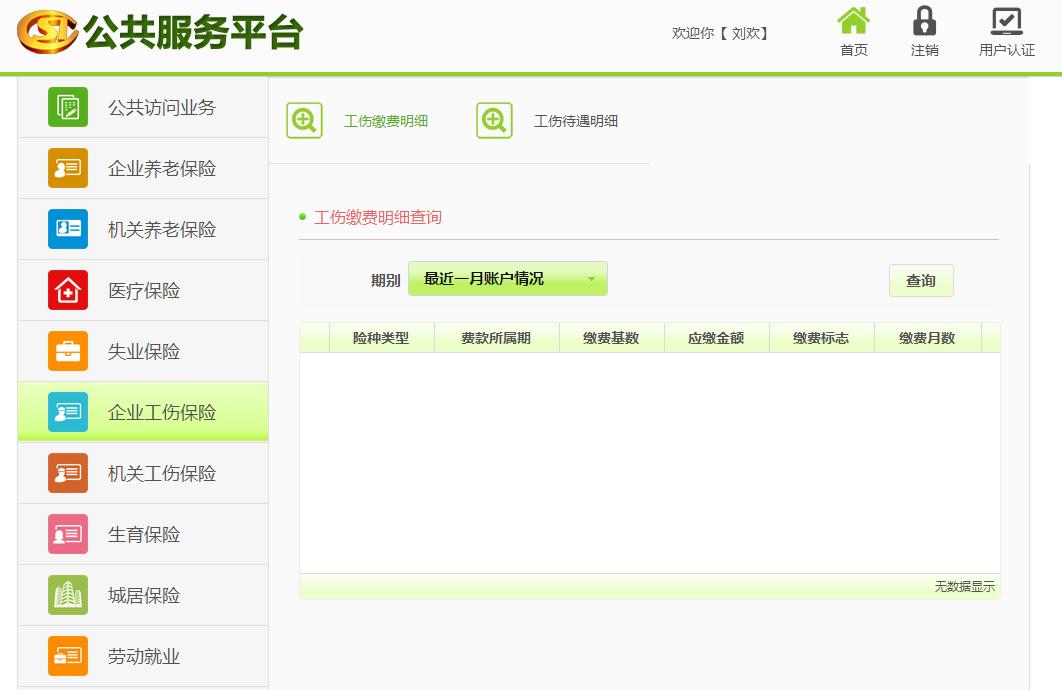 CSI 公共服务平台
欢迎你【 刘欢】
首页
注销
用户认证
公共访问业务
企业养老保险
机关养老保险
医疗保险
失业保险
企业工伤保险
机关工伤保险
生育保险
城居保险
劳动就业
工伤缴费明细
工伤待遇明细
工伤缴费明细查询
期别 最近一月账户情况 查询
险种类型 费款所属期 缴费基数 应缴金额 缴费标志 缴费月数
无数据显示